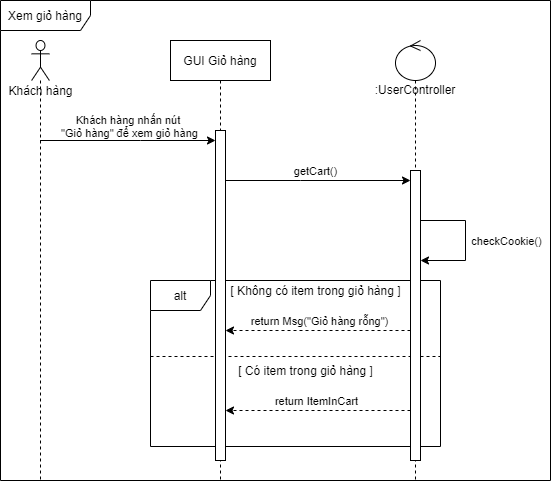 Xem giỏ hàng
GUI Giỏ hàng
Khách hàng
:UserController
Khách hàng nhấn nút
"Giỏ hàng" để xem giỏ hàng
getCart()
checkCookie()
alt
[ Không có item trong giỏ hàng ]
return Msg("Giỏ hàng rỗng")
[ Có item trong giỏ hàng ]
return ItemInCart